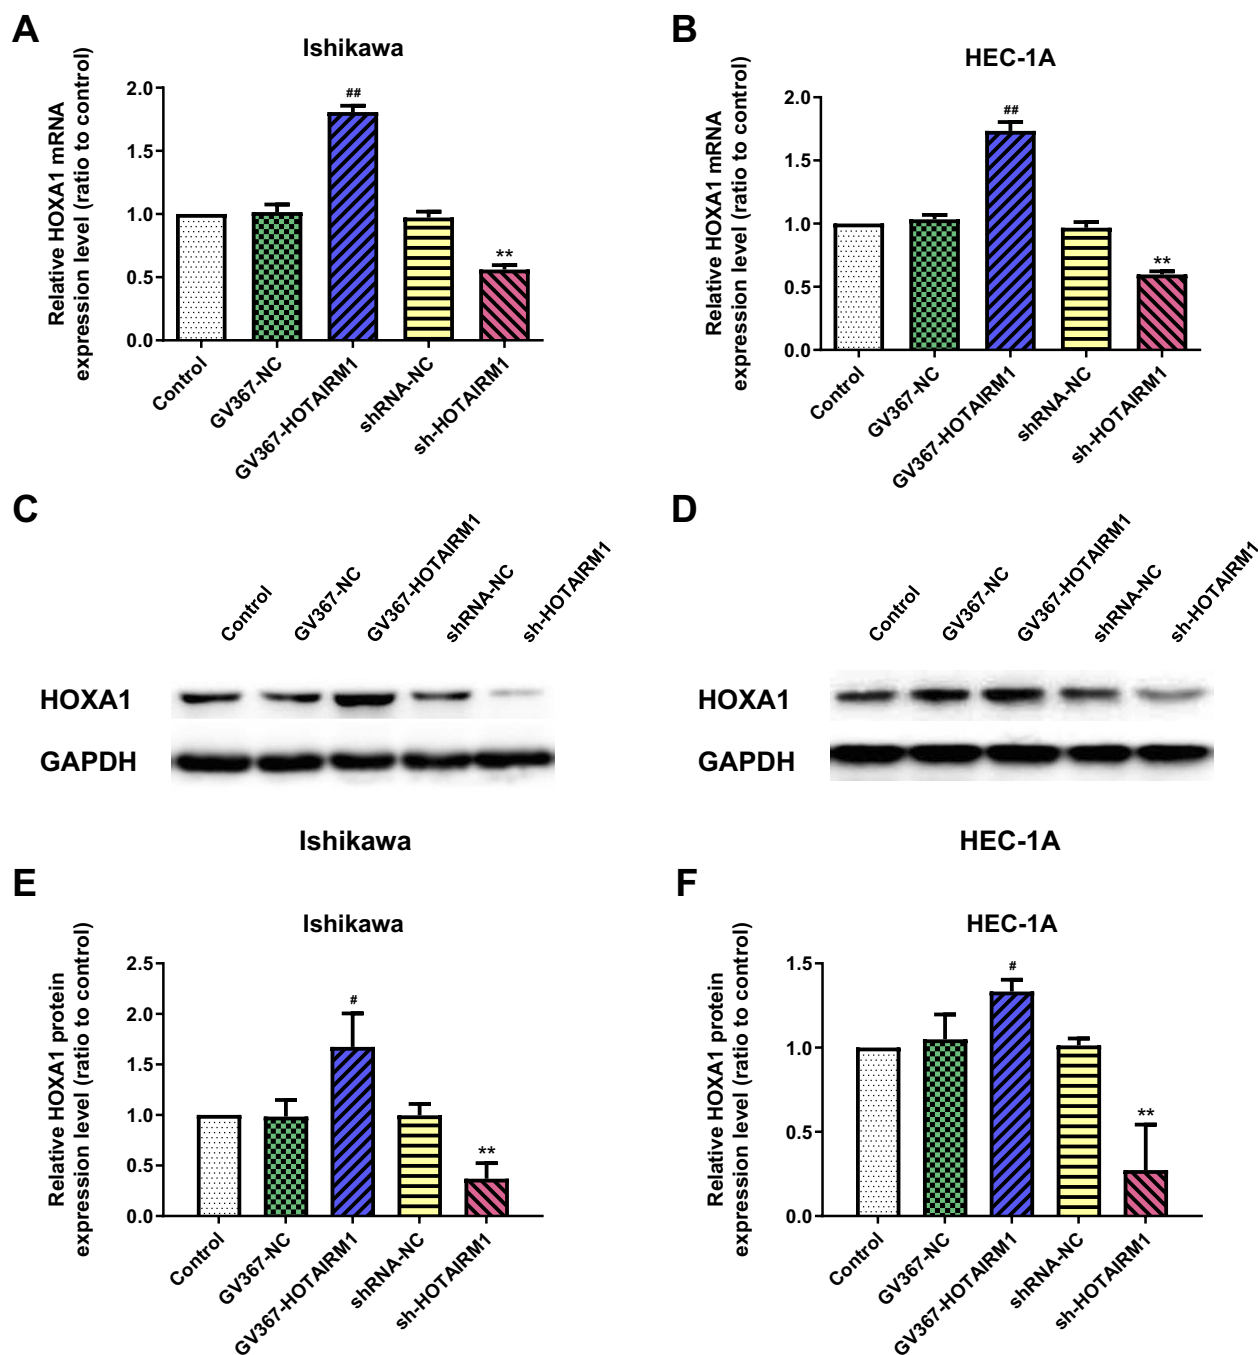 A
Ishikawa
Relative HOXA1 mRNA
expression level (ratio to control)
2.0
1.5
1.0
0.5
0.0
##
**
Control
GV367-NC
GV367-HOTAIRM1
shRNA-NC
sh-HOTAIRM1
B
HEC-1A
Relative HOXA1 mRNA
expression level (ratio to control)
2.0
1.5
1.0
0.5
0.0
##
**
Control
GV367-NC
GV367-HOTAIRM1
shRNA-NC
sh-HOTAIRM1
C
Control
GV367-NC
GV367-HOTAIRM1
shRNA-NC
sh-HOTAIRM1
HOXA1
GAPDH
Ishikawa
D
Control
GV367-NC
GV367-HOTAIRM1
shRNA-NC
sh-HOTAIRM1
HOXA1
GAPDH
HEC-1A
E
Ishikawa
Relative HOXA1 protein
expression level (ratio to control)
2.5
2.0
1.5
1.0
0.5
0.0
#
**
Control
GV367-NC
GV367-HOTAIRM1
shRNA-NC
sh-HOTAIRM1
F
HEC-1A
Relative HOXA1 protein
expression level (ratio to control)
1.5
1.0
0.5
0.0
#
**
Control
GV367-NC
GV367-HOTAIRM1
shRNA-NC
sh-HOTAIRM1